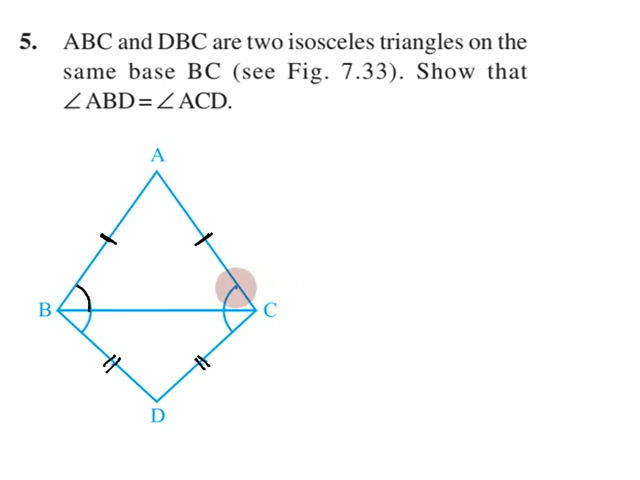 5. ABC and DBC are two isosceles triangles on the
same base BC (see Fig. 7.33). Show that
∠ABD = ∠ACD.
A
B
C
D